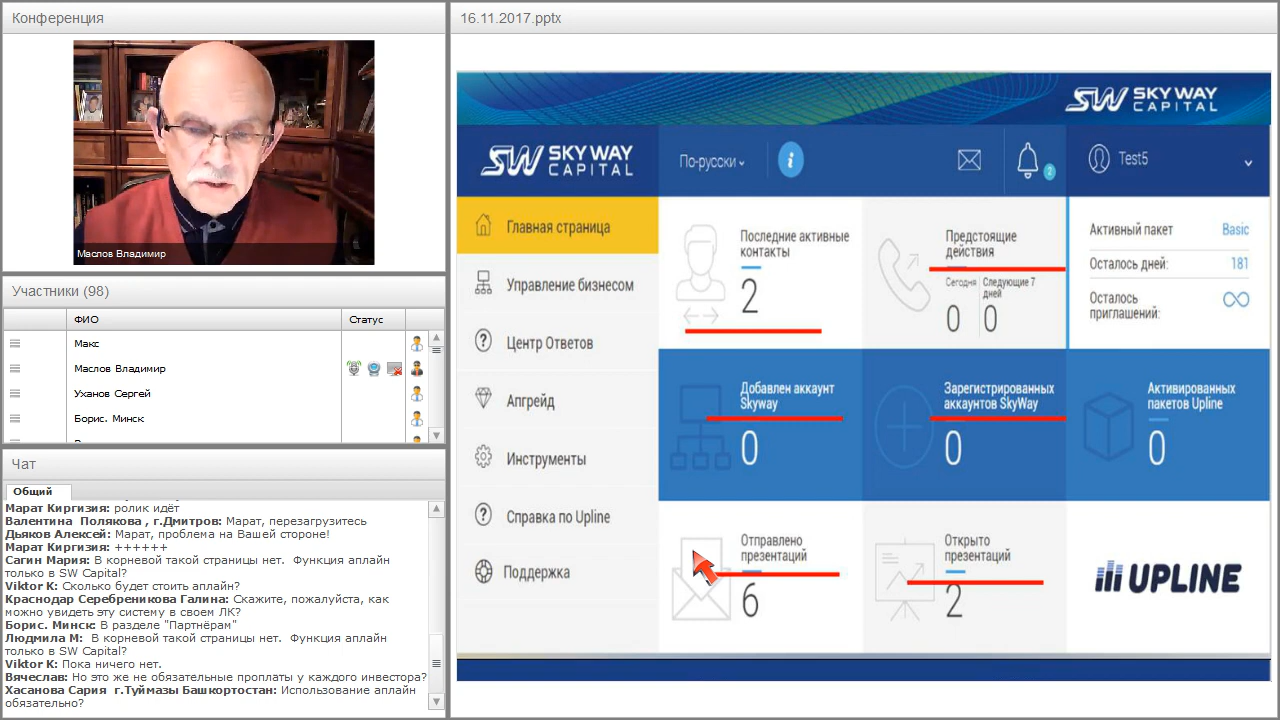 Конференция
Маслов Владимир
Участники (98)
ФИО
Статус
Макс
Маслов Владимир
Уханов Сергей
Борис. Минск
Чат
Общий
Марат Киргизия: ролик идёт
Валентина Полякова , г.Дмитров: Марат, перезагрузитесь
Дьяков Алексей: Марат, проблема на Вашей стороне!
Марат Киргизия: ++++++
Сагин Мария: В корневой такой страницы нет. Функция аплайн
только в SW Capital?
Viktor K: Сколько будет стоить аплайн?
Краснодар Серебреникова Галина: Скажите, пожалуйста, как
можно увидеть эту систему в своем ЛК?
Борис. Минск: В разделе "Партнёрам"
Людмила М: В корневой такой страницы нет. Функция аплайн
только в SW Capital?
Viktor K: Пока ничего нет.
Вячеслав: Но это же не обязательные проплаты у каждого инвестора?
Хасанова Сария г.Туймазы Башкортостан: Использование аплайн
обязательно?
16.11.2017.pptx
SW SKY WAY
CAPITAL
SW SKY WAY
CAPITAL
По-русски
i
2
Test5
Главная страница
Управление бизнесом
Центр Ответов
Апгрейд
Инструменты
Справка по Upline
Поддержка
Последние активные
контакты
2
Предстоящие
действия
Сегодня
Следующие 7
дней
0 0
Активный пакет Basic
Осталось дней: 181
Осталось
приглашений: ∞
Добавлен аккаунт
Skyway
0
Зарегистрированных
аккаунтов SkyWay
0
Активированных
пакетов Upline
0
Отправлено
презентаций
6
Открыто
презентаций
2
UPLINE